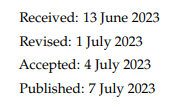 Received: 13 June 2023
Revised: 1 July 2023
Accepted: 4 July 2023
Published: 7 July 2023